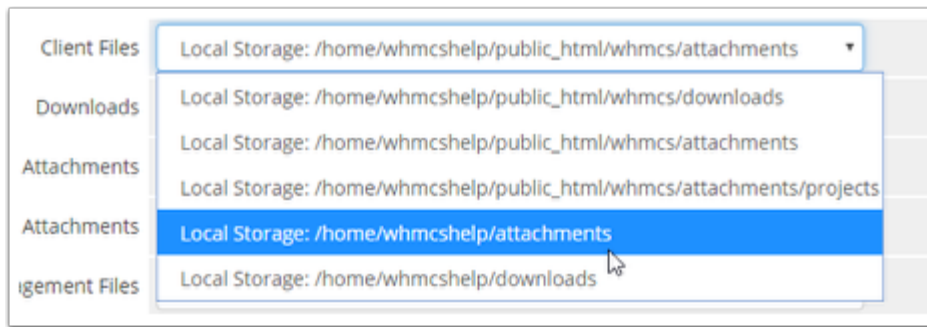 Client Files
Local Storage: /home/whmcshelp/public_html/whmcs/attachments
Downloads
Local Storage: /home/whmcshelp/public_html/whmcs/downloads
Local Storage: /home/whmcshelp/public_html/whmcs/attachments
Attachments
Local Storage: /home/whmcshelp/public_html/whmcs/attachments/projects
Attachments
Local Storage: /home/whmcshelp/attachments
gement Files
Local Storage: /home/whmcshelp/downloads